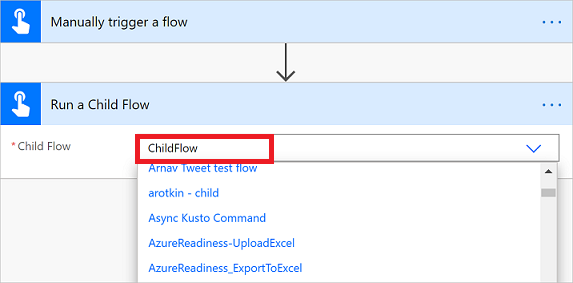 Manually trigger a flow
Run a Child Flow
* Child Flow
ChildFlow
Arnav Tweet test flow
arotkin - child
Async Kusto Command
AzureReadiness-UploadExcel
AzureReadiness_ExportToExcel